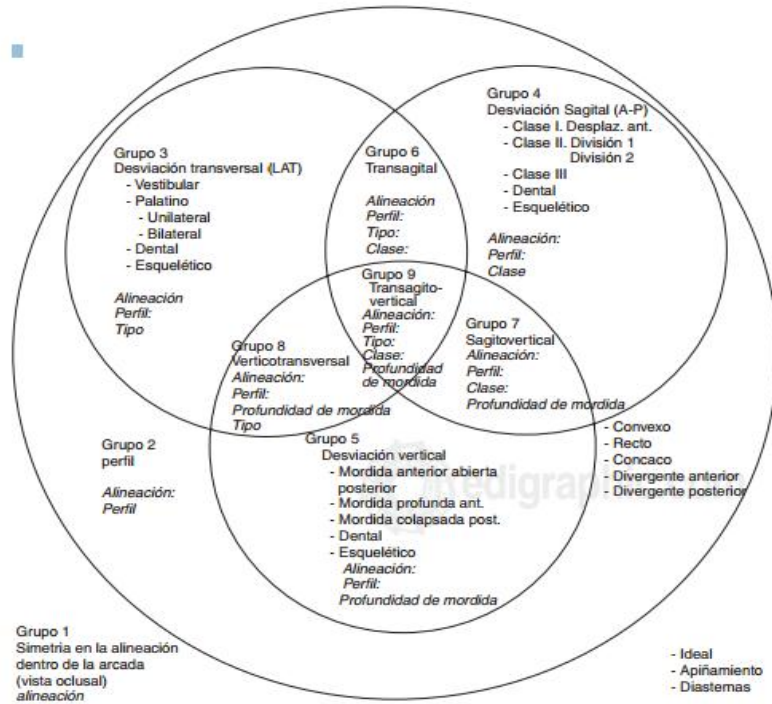 Grupo 3
Desviación transversal (LAT)
- Vestibular
- Palatino
- Unilateral
- Bilateral
- Dental
- Esquelético
Alineación
Perfil:
Tipo
Grupo 6
Transagital
Alineación
Perfil:
Tipo:
Clase:
Grupo 4
Desviación Sagital (A-P)
- Clase I. Desplaz. ant.
- Clase II. División 1
División 2
- Clase III
- Dental
- Esquelético
Alineación:
Perfil:
Clase
Grupo 9
Transagito-
vertical
Alineación:
Perfil:
Tipo:
Clase:
Profundidad
de mordida
Grupo 8
Verticotransversal
Alineación:
Perfil:
Profundidad de mordida
Tipo
Grupo 7
Sagitovertical
Alineación:
Perfil:
Clase:
Profundidad de mordida
Grupo 2
perfil
Alineación:
Perfil
- Convexo
- Recto
- Concaco
- Divergente anterior
- Divergente posterior
Grupo 5
Desviación vertical
- Mordida anterior abierta
posterior
- Mordida profunda ant.
- Mordida colapsada post.
- Dental
- Esquelético
Alineación:
Perfil:
Profundidad de mordida
Grupo 1
Simetria en la alineación
dentro de la arcada
(vista oclusal)
alineación
- Ideal
- Apiñamiento
- Diastemas